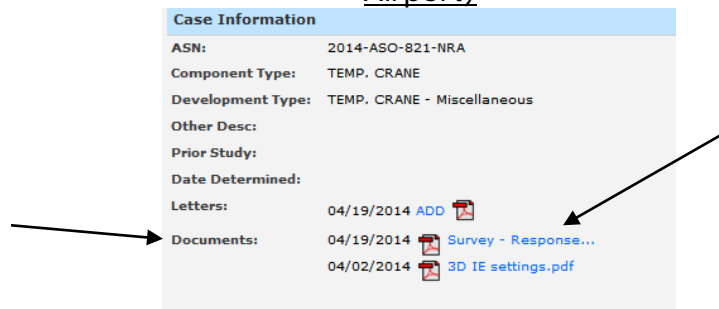 Airport)
Case Information
ASN: 2014-ASO-821-NRA
Component Type: TEMP. CRANE
Development Type: TEMP. CRANE - Miscellaneous
Other Desc:
Prior Study:
Date Determined:
Letters: 04/19/2014 ADD
Documents: 04/19/2014 Survey - Response...
04/02/2014 3D IE settings.pdf